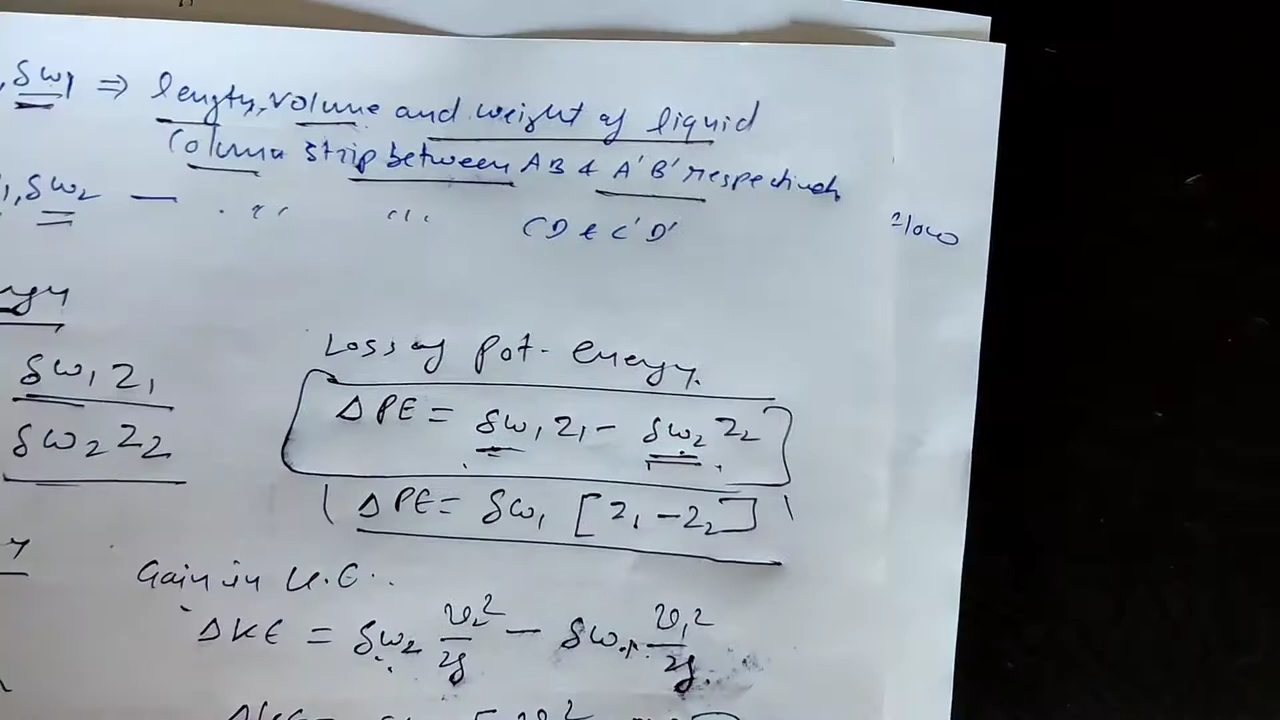 , δw1 ⇒ length, volume and weight of liquid
Column strip between AB & A'B' respectively
, δw2 — . " " CD & C'D'
=1000
Loss of Pot. energy.
δw1 z1
ΔPE = δw1 z1 - δw2 z2
δw2 z2
ΔPE = δw1 [z1 - z2]
Gain in K.E..
ΔKE = δw2 v2²/2g - δw1 v1²/2g